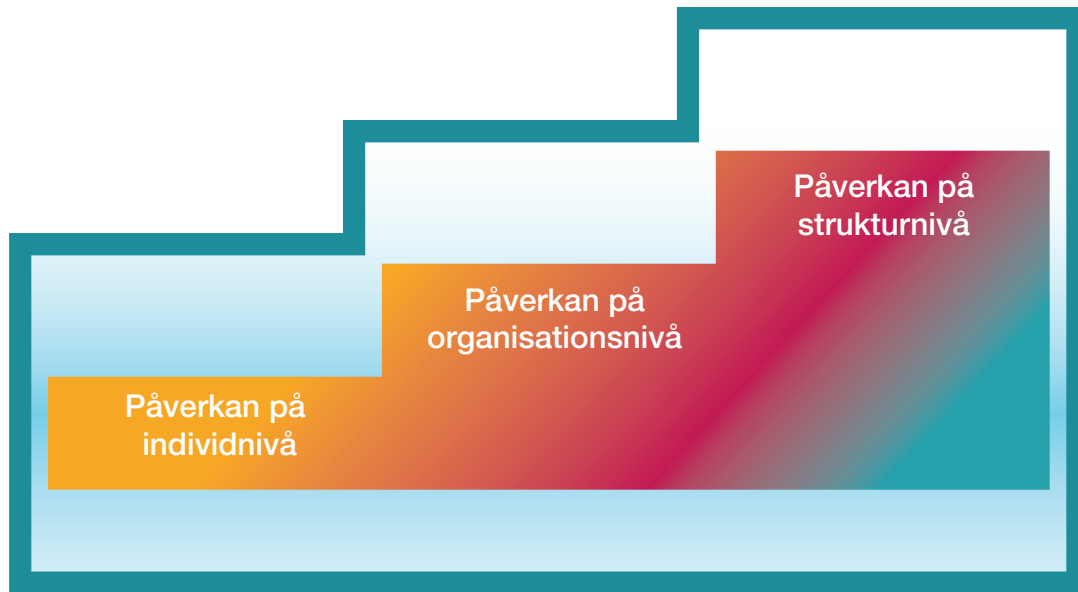 Påverkan på
strukturnivå
Påverkan på
organisationsnivå
Påverkan på
individnivå